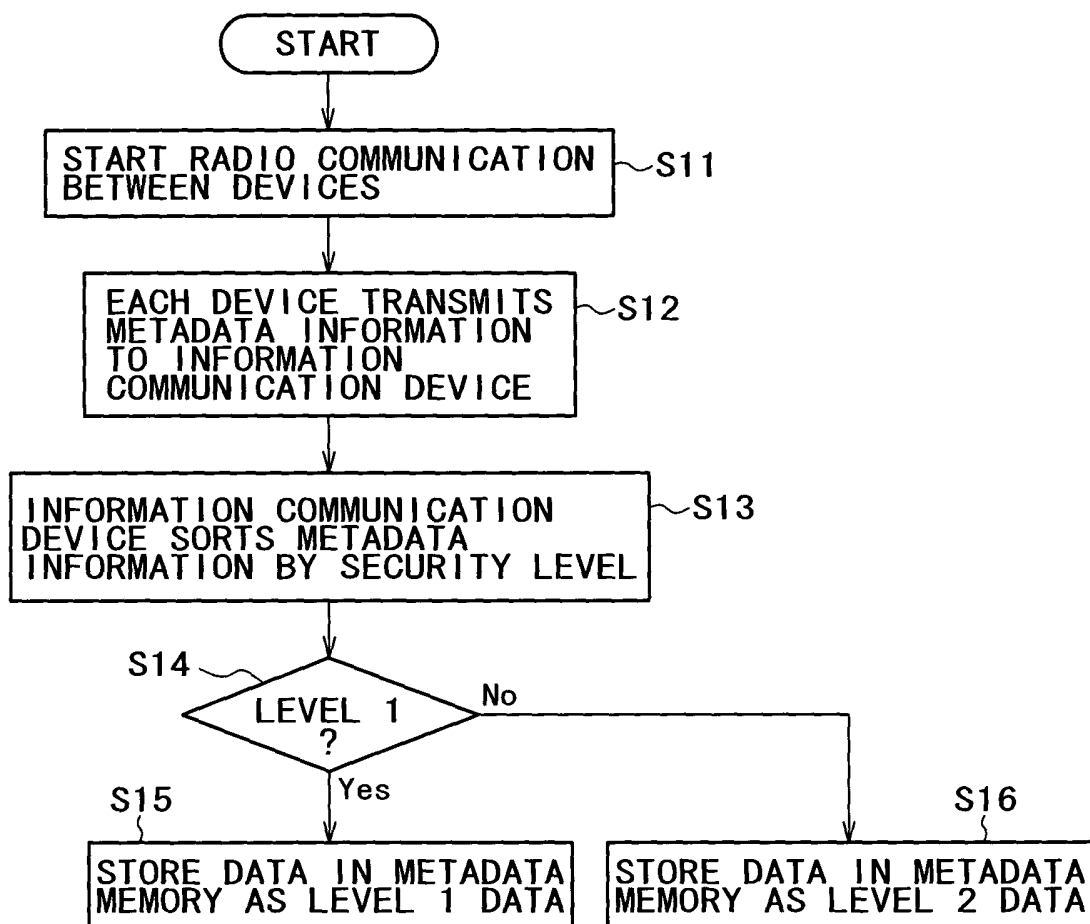 START
START RADIO COMMUNICATION
BETWEEN DEVICES
S11
EACH DEVICE TRANSMITS
METADATA INFORMATION
TO INFORMATION
COMMUNICATION DEVICE
S12
INFORMATION COMMUNICATION
DEVICE SORTS METADATA
INFORMATION BY SECURITY LEVEL
S13
S14
LEVEL 1
?
No
Yes
S15
STORE DATA IN METADATA
MEMORY AS LEVEL 1 DATA
S16
STORE DATA IN METADATA
MEMORY AS LEVEL 2 DATA